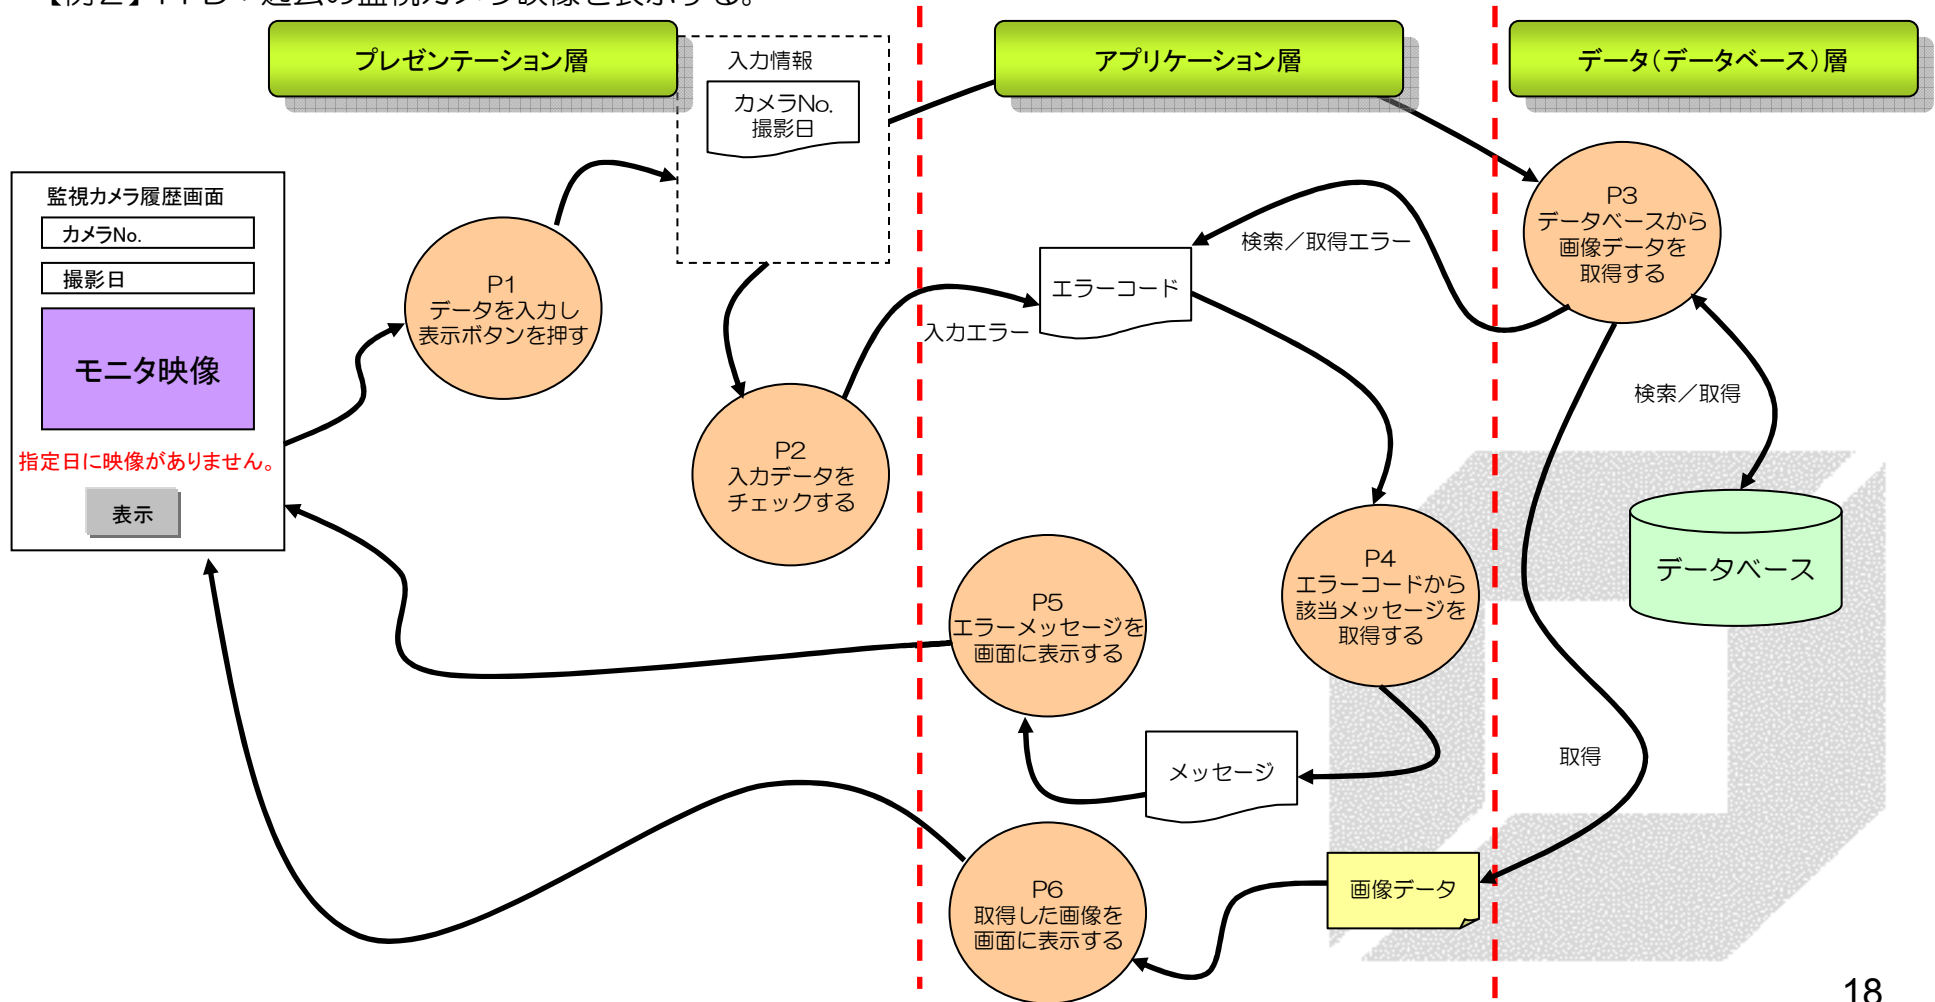 プレゼンテーション層
アプリケーション層
データ(データベース)層
入力情報
カメラNo.
撮影日
監視カメラ履歴画面
カメラNo.
撮影日
モニタ映像
指定日に映像がありません。
表示
P1
データを入力し
表示ボタンを押す
P2
入力データを
チェックする
入力エラー
エラーコード
検索/取得エラー
P3
データベースから
画像データを
取得する
検索/取得
データベース
P4
エラーコードから
該当メッセージを
取得する
P5
エラーメッセージを
画面に表示する
メッセージ
取得
P6
取得した画像を
画面に表示する
画像データ
18